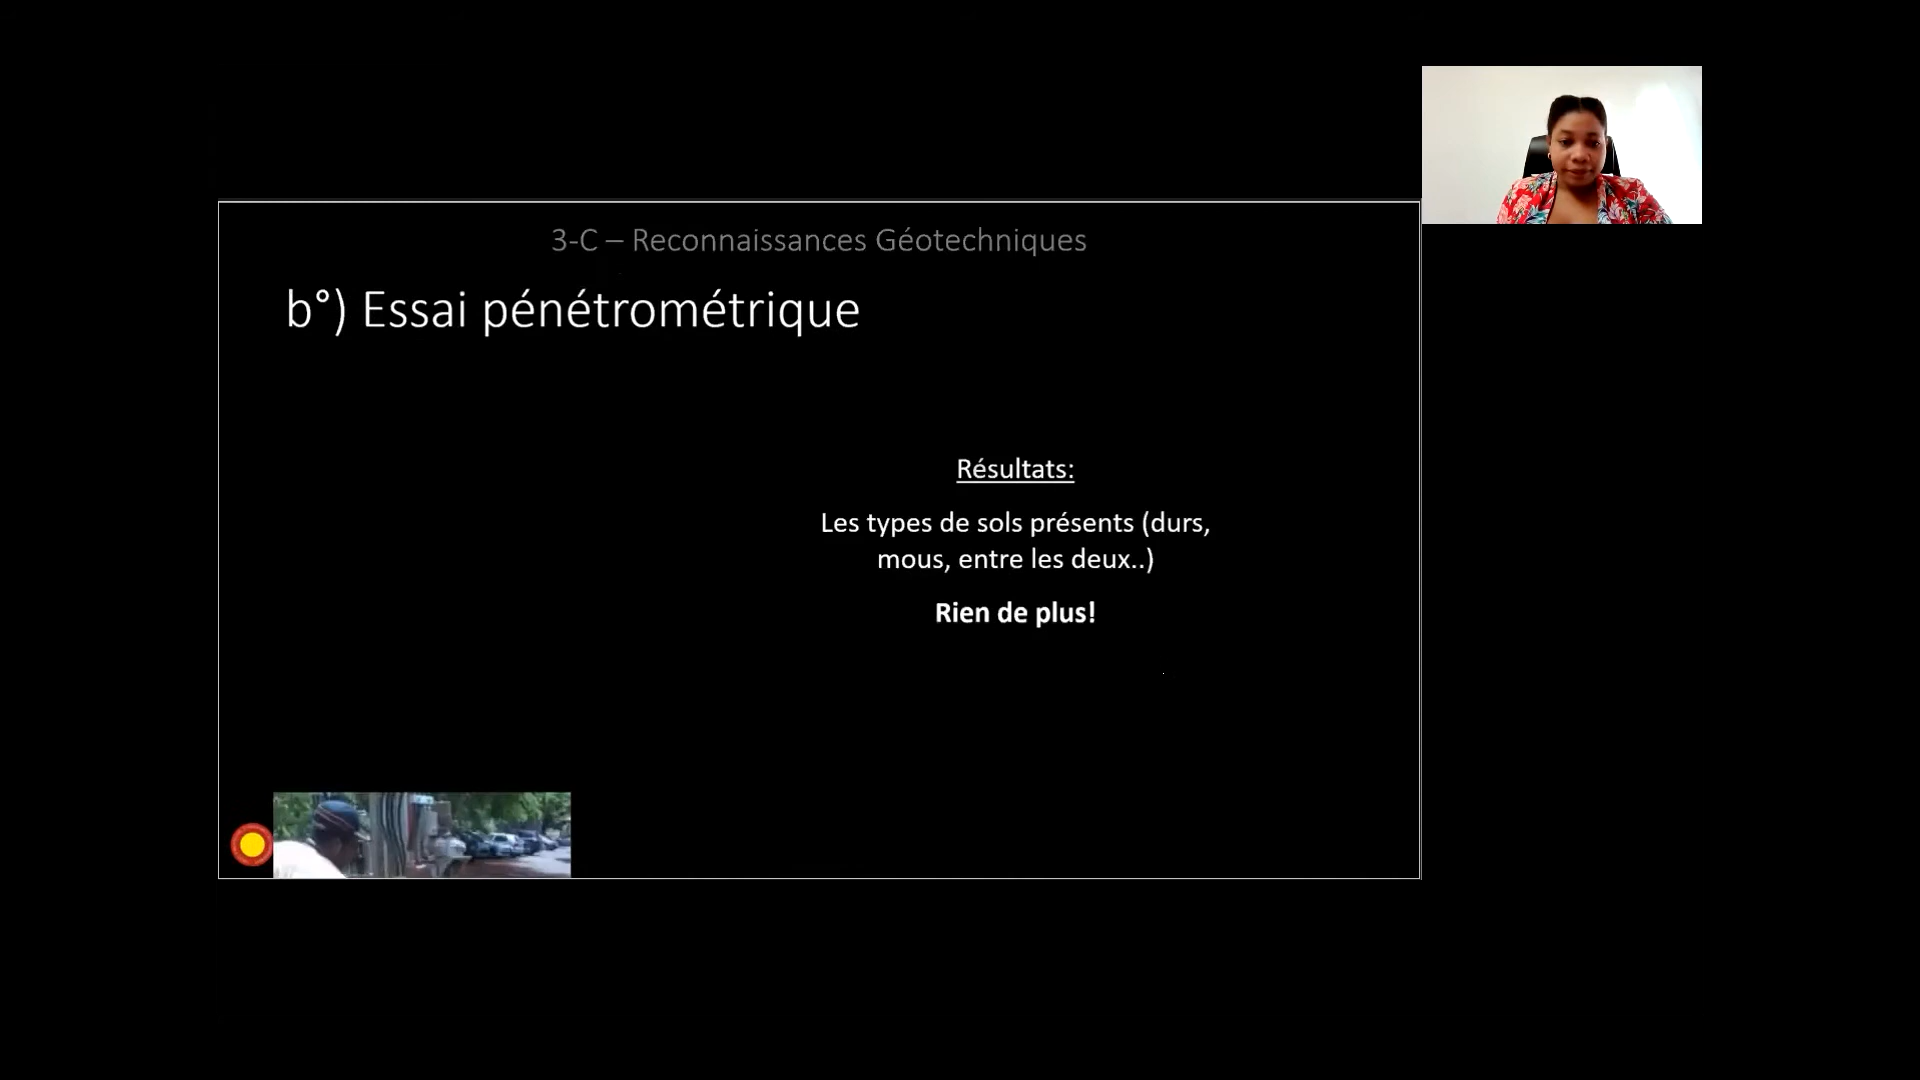 3-C – Reconnaissances Géotechniques
b°) Essai pénétrométrique
Résultats:
Les types de sols présents (durs,
mous, entre les deux..)
Rien de plus!